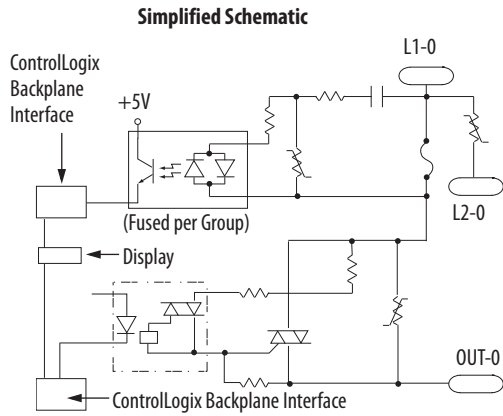 Simplified Schematic
L1-0
ControlLogix
Backplane
Interface
+5V
L2-0
(Fused per Group)
Display
OUT-0
ControlLogix Backplane Interface